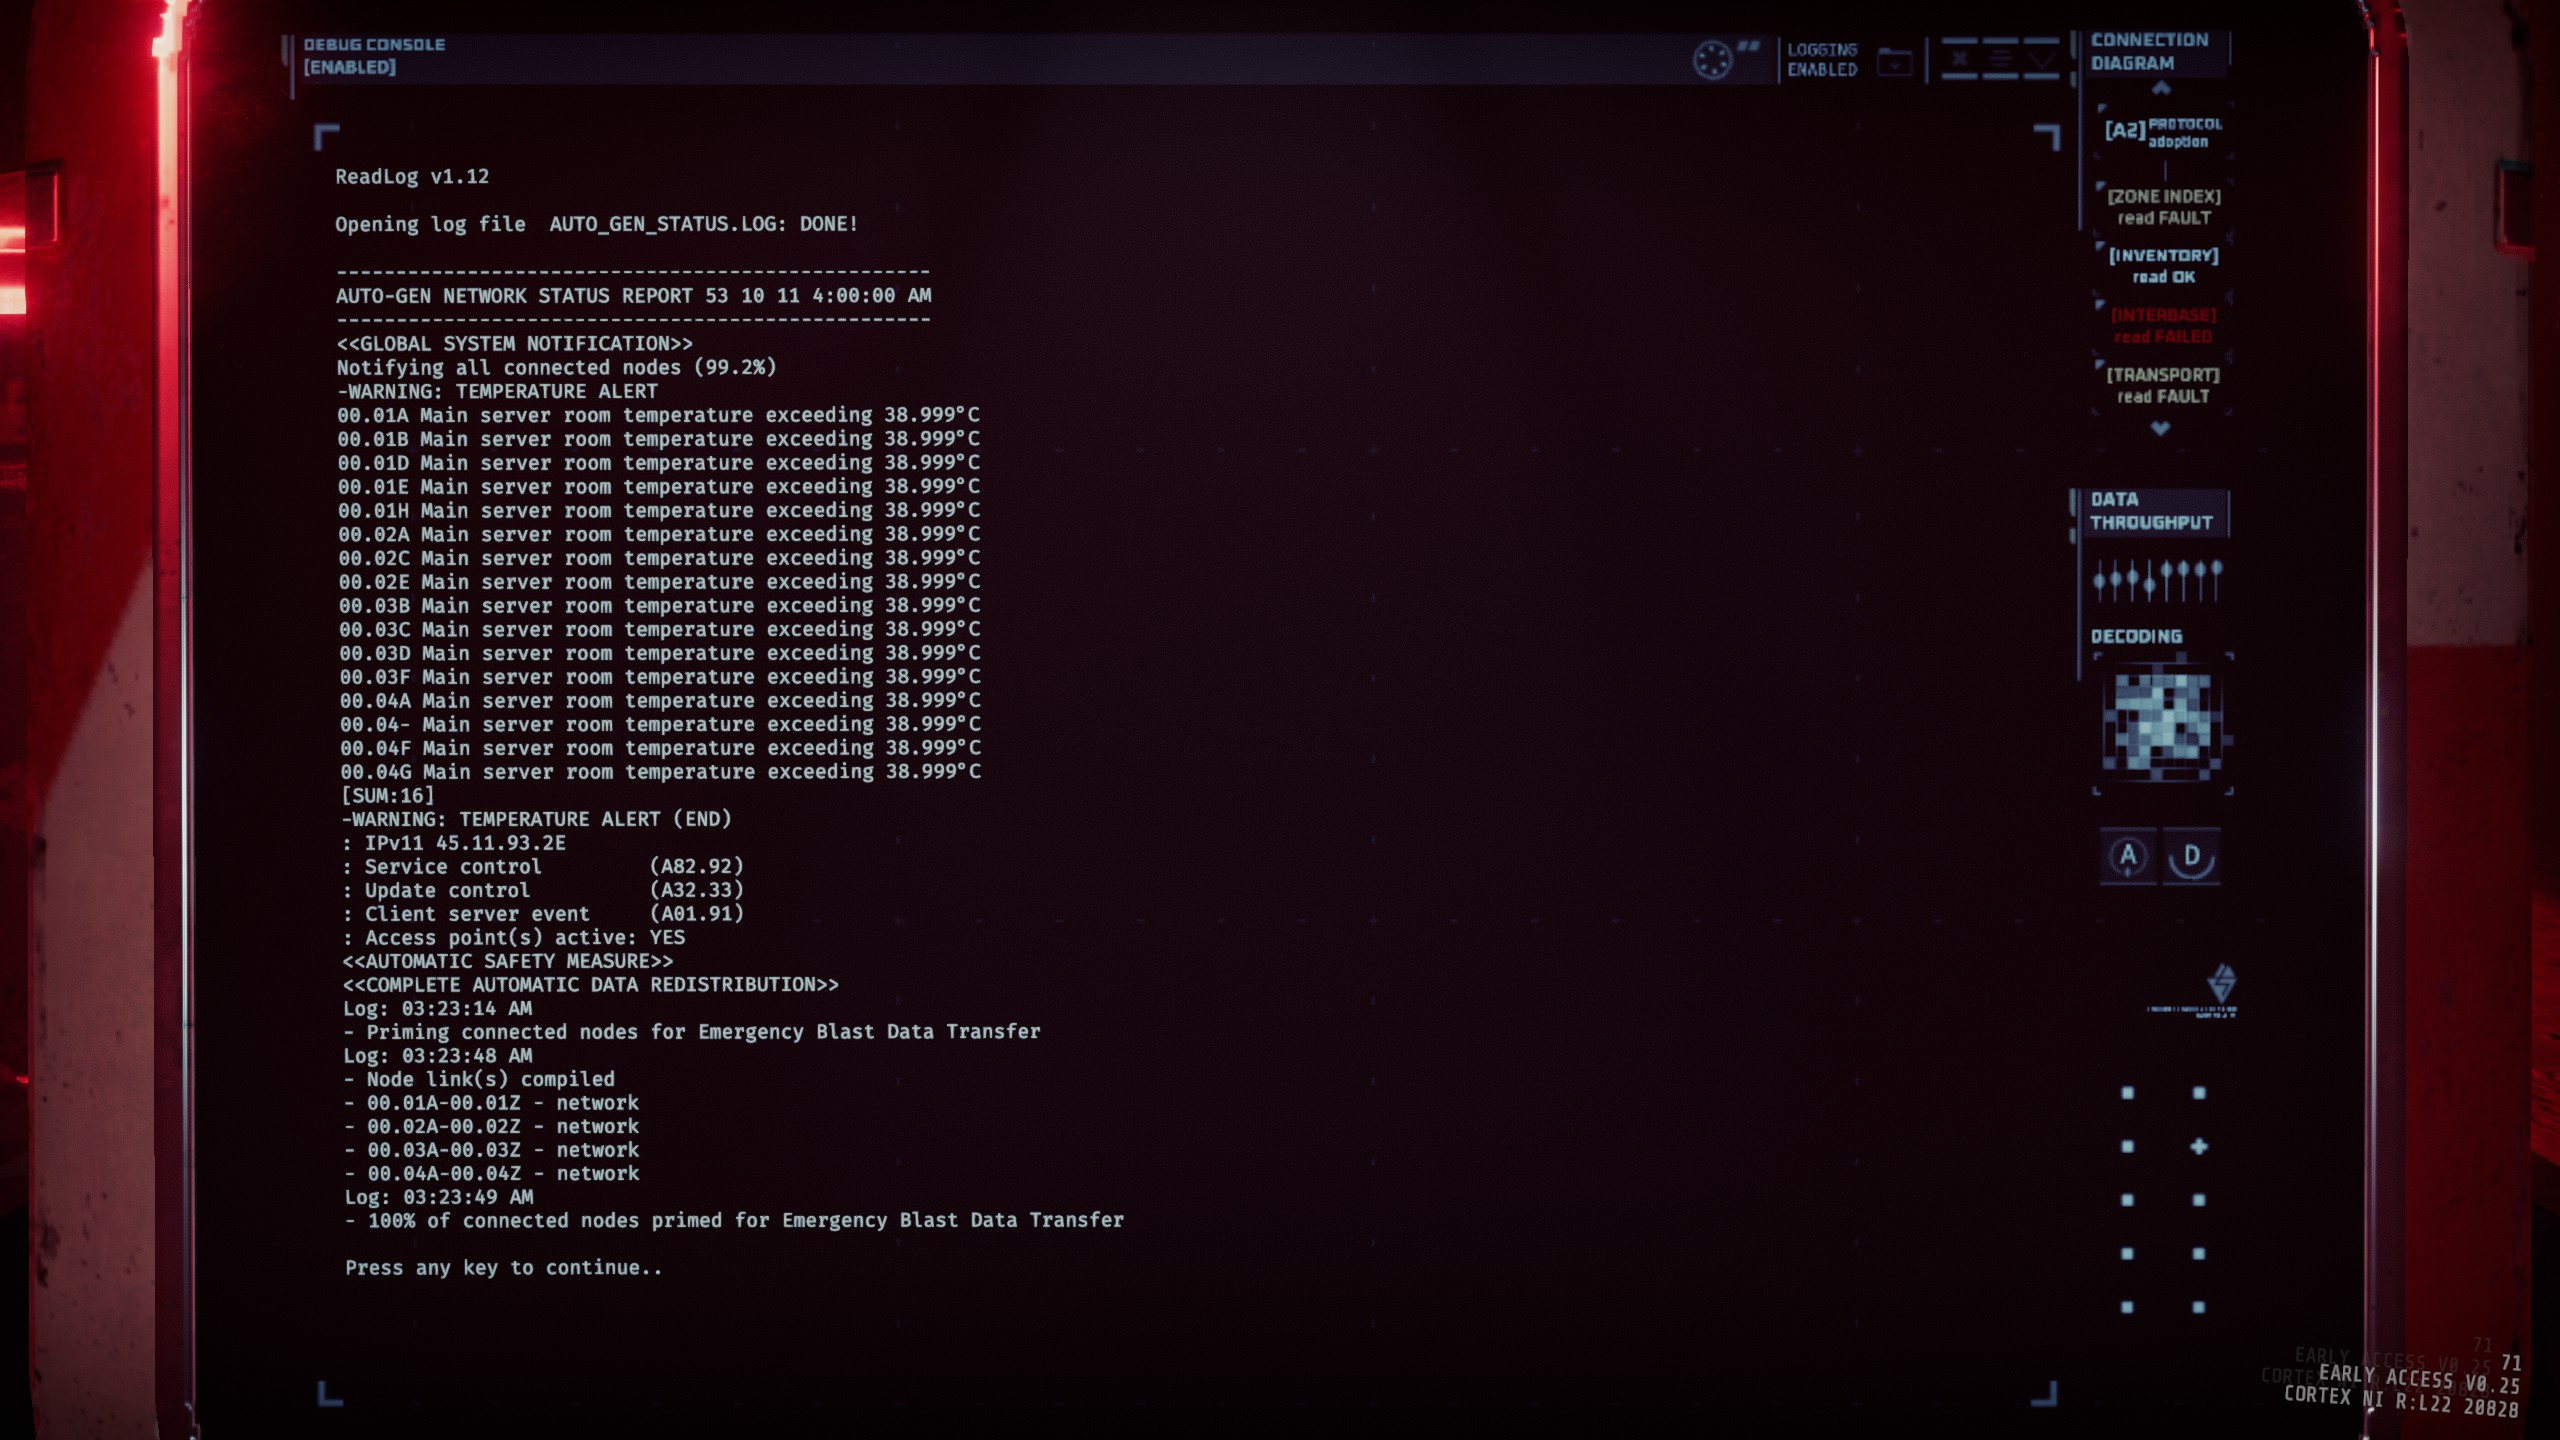 DEBUG CONSOLE
[ENABLED]
LOGGING
ENABLED
ReadLog v1.12
Opening log file  AUTO_GEN_STATUS.LOG: DONE!
--------------------------------------------------
AUTO-GEN NETWORK STATUS REPORT 53 10 11 4:00:00 AM
--------------------------------------------------
<<GLOBAL SYSTEM NOTIFICATION>>
Notifying all connected nodes (99.2%)
-WARNING: TEMPERATURE ALERT
00.01A Main server room temperature exceeding 38.999°C
00.01B Main server room temperature exceeding 38.999°C
00.01D Main server room temperature exceeding 38.999°C
00.01E Main server room temperature exceeding 38.999°C
00.01H Main server room temperature exceeding 38.999°C
00.02A Main server room temperature exceeding 38.999°C
00.02C Main server room temperature exceeding 38.999°C
00.02E Main server room temperature exceeding 38.999°C
00.03B Main server room temperature exceeding 38.999°C
00.03C Main server room temperature exceeding 38.999°C
00.03D Main server room temperature exceeding 38.999°C
00.03F Main server room temperature exceeding 38.999°C
00.04A Main server room temperature exceeding 38.999°C
00.04- Main server room temperature exceeding 38.999°C
00.04F Main server room temperature exceeding 38.999°C
00.04G Main server room temperature exceeding 38.999°C
[SUM:16]
-WARNING: TEMPERATURE ALERT (END)
: IPv11 45.11.93.2E
: Service control         (A82.92)
: Update control          (A32.33)
: Client server event     (A01.91)
: Access point(s) active: YES
<<AUTOMATIC SAFETY MEASURE>>
<<COMPLETE AUTOMATIC DATA REDISTRIBUTION>>
Log: 03:23:14 AM
- Priming connected nodes for Emergency Blast Data Transfer
Log: 03:23:48 AM
- Node link(s) compiled
- 00.01A-00.01Z - network
- 00.02A-00.02Z - network
- 00.03A-00.03Z - network
- 00.04A-00.04Z - network
Log: 03:23:49 AM
- 100% of connected nodes primed for Emergency Blast Data Transfer
Press any key to continue..
CONNECTION
DIAGRAM
[A2] PROTOCOL
adoption
[ZONE INDEX]
read FAULT
[INVENTORY]
read OK
[INTERBASE]
read FAILED
[TRANSPORT]
read FAULT
DATA
THROUGHPUT
DECODING
A D
71
EARLY ACCESS V0.25
CORTEX NI R:L22 20828